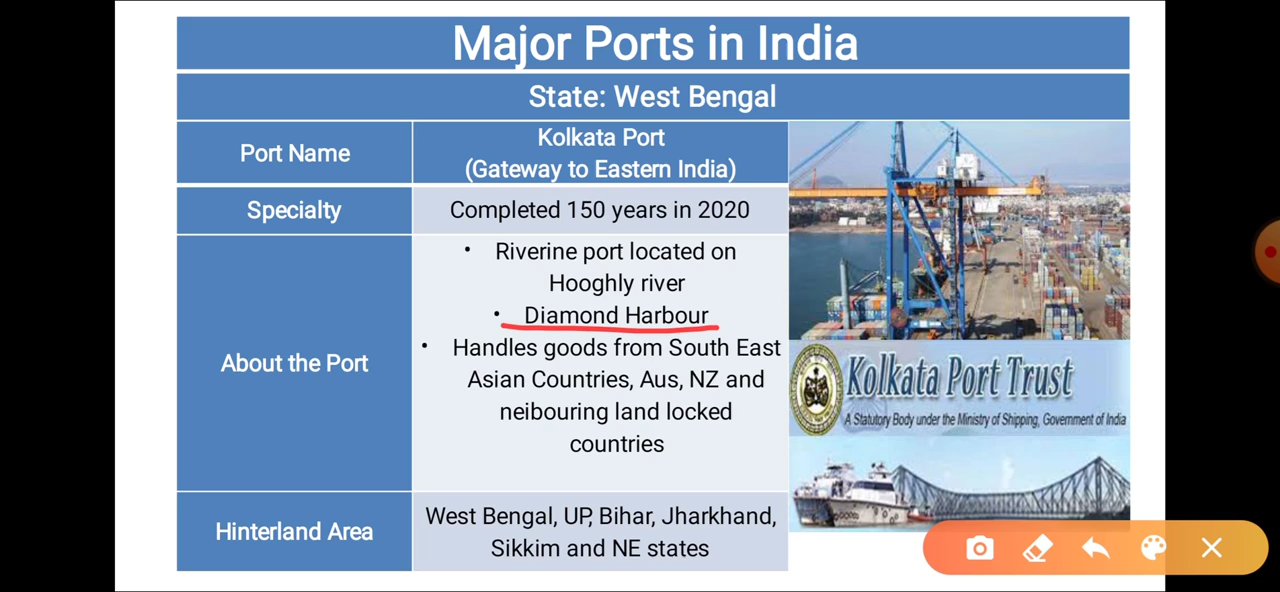 Major Ports in India
State: West Bengal
Port Name
Kolkata Port
(Gateway to Eastern India)
Specialty
Completed 150 years in 2020
About the Port
• Riverine port located on
Hooghly river
• Diamond Harbour
• Handles goods from South East
Asian Countries, Aus, NZ and
neibouring land locked
countries
Hinterland Area
West Bengal, UP, Bihar, Jharkhand,
Sikkim and NE states
Kolkata Port Trust
A Statutory Body under the Ministry of Shipping, Government of India